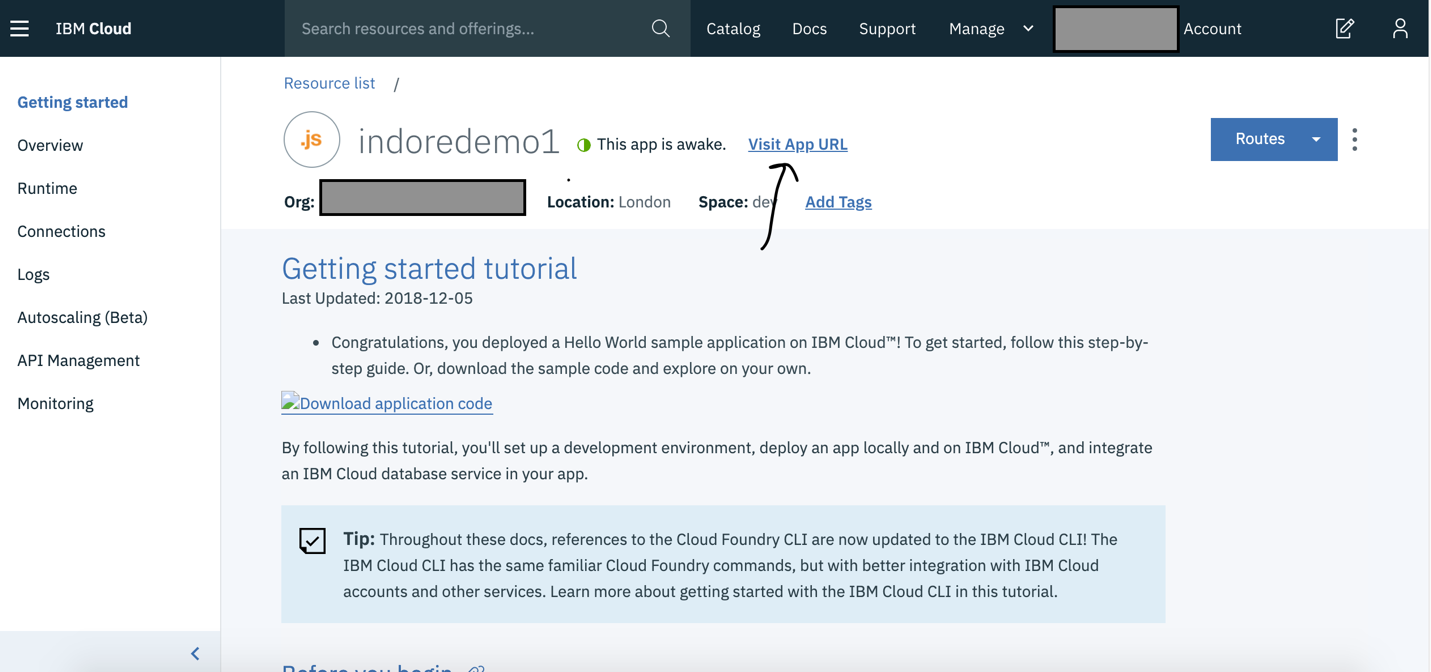 IBM Cloud
Search resources and offerings...
Catalog
Docs
Support
Manage
Account
Getting started
Overview
Runtime
Connections
Logs
Autoscaling (Beta)
API Management
Monitoring
Resource list /
.js
indoredemo1
This app is awake.
Visit App URL
Routes
Org:
Location: London
Space: dev
Add Tags
Getting started tutorial
Last Updated: 2018-12-05
• Congratulations, you deployed a Hello World sample application on IBM Cloud™! To get started, follow this step-by-
step guide. Or, download the sample code and explore on your own.
Download application code
By following this tutorial, you'll set up a development environment, deploy an app locally and on IBM Cloud™, and integrate
an IBM Cloud database service in your app.
Tip: Throughout these docs, references to the Cloud Foundry CLI are now updated to the IBM Cloud CLI! The
IBM Cloud CLI has the same familiar Cloud Foundry commands, but with better integration with IBM Cloud
accounts and other services. Learn more about getting started with the IBM Cloud CLI in this tutorial.
Before you begin